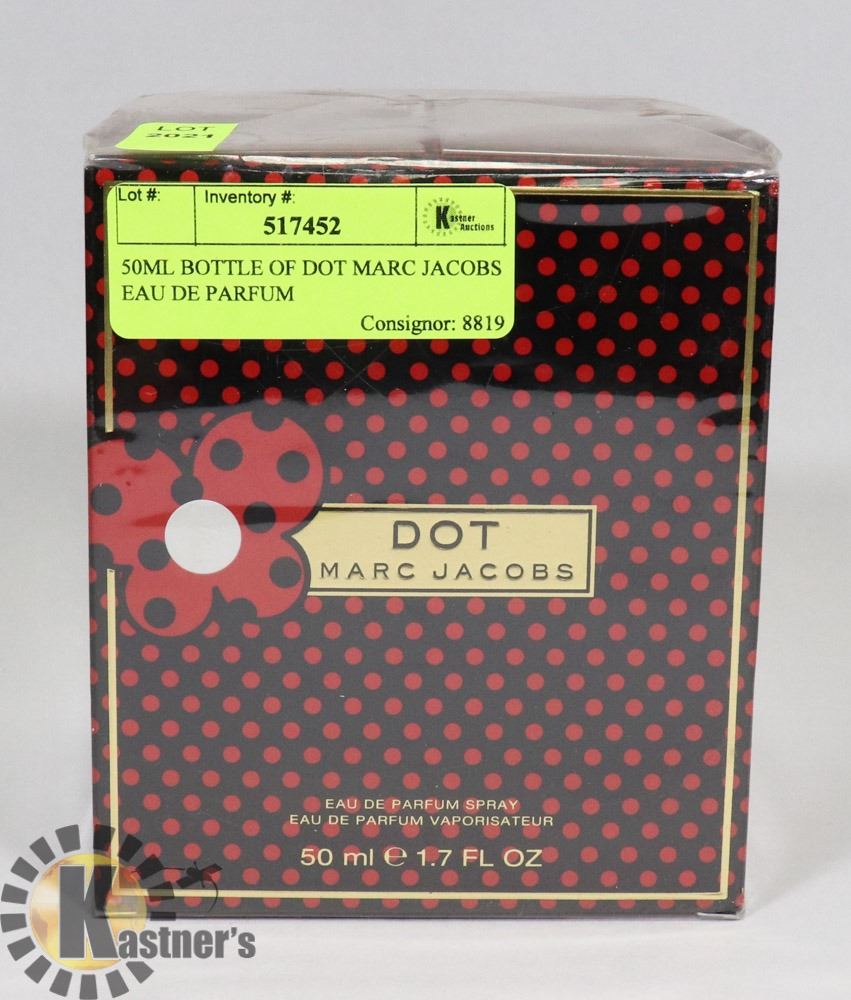 LOT
2021
Lot #:
Inventory #:
517452
Kastner
Auctions
50ML BOTTLE OF DOT MARC JACOBS
EAU DE PARFUM
Consignor: 8819
DOT
MARC JACOBS
EAU DE PARFUM SPRAY
EAU DE PARFUM VAPORISATEUR
50 ml ℮ 1.7 FL OZ
Kastner's